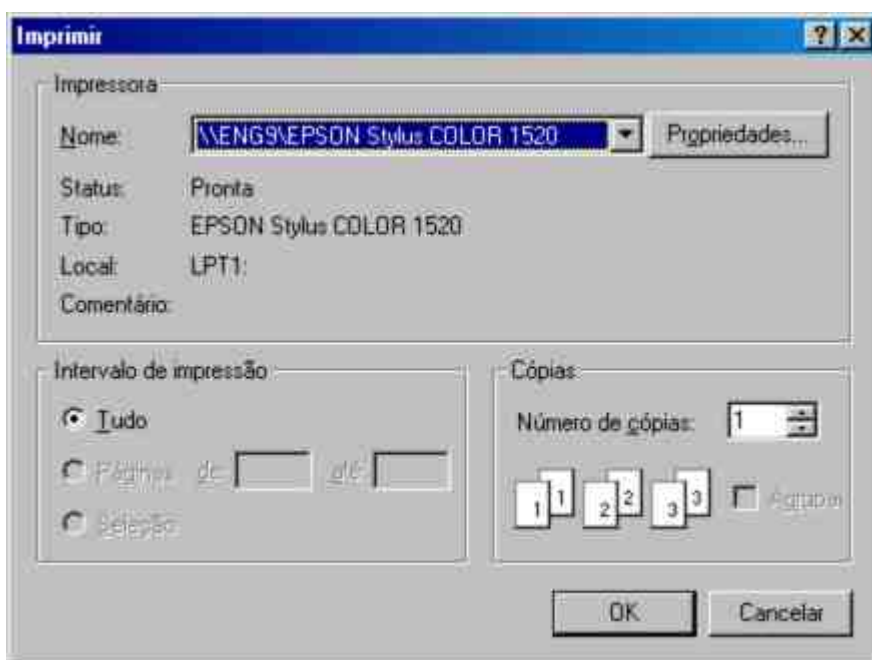 Imprimir
Impressora
Nome: \\ENG9\EPSON Stylus COLOR 1520 Propriedades...
Status: Pronta
Tipo: EPSON Stylus COLOR 1520
Local: LPT1:
Comentário:
Intervalo de impressão
Tudo
Páginas de: até:
Seleção
Cópias
Número de cópias: 1
1 1 2 2 3 3 Agrupar
OK Cancelar